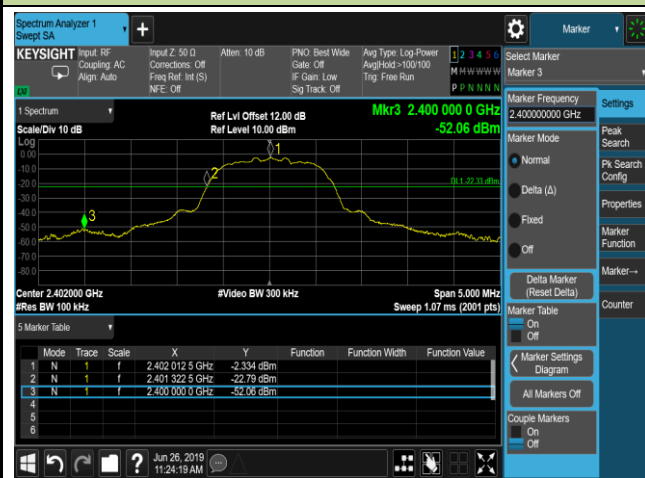 Spectrum Analyzer 1
Swept SA
Marker
KEYSIGHT
Input: RF
Coupling: AC
Align: Auto
Input Z: 50 Ω
Corrections: Off
Freq Ref: Int (S)
NFE: Off
Atten: 10 dB
PNO: Best Wide
Gate: Off
IF Gain: Low
Sig Track: Off
Avg Type: Log-Power
Avg|Hold:>100/100
Trig: Free Run
1 2 3 4 5 6
M M W W W W
P P N N N N
LXI
Select Marker
Marker 3
1 Spectrum
Scale/Div 10 dB
Ref Lvl Offset 12.00 dB
Ref Level 10.00 dBm
Mkr3 2.400 000 0 GHz
-52.06 dBm
Log
0.00
-10.0
-20.0
-30.0
-40.0
-50.0
-60.0
-70.0
-80.0
1
2
3
DL1 -22.33 dBm
Center 2.402000 GHz
#Res BW 100 kHz
#Video BW 300 kHz
Span 5.000 MHz
Sweep 1.07 ms (2001 pts)
5 Marker Table
Mode Trace Scale X Y Function Function Width Function Value
1 N 1 f 2.402 012 5 GHz -2.334 dBm
2 N 1 f 2.401 322 5 GHz -22.79 dBm
3 N 1 f 2.400 000 0 GHz -52.06 dBm
4
5
6
Marker Frequency
2.400000000 GHz
Marker Mode
Normal
Delta (Δ)
Fixed
Off
Delta Marker
(Reset Delta)
Marker Table
On
Off
Marker Settings
Diagram
All Markers Off
Couple Markers
On
Off
Settings
Peak
Search
Pk Search
Config
Properties
Marker
Function
Marker→
Counter
Jun 26, 2019
11:24:19 AM